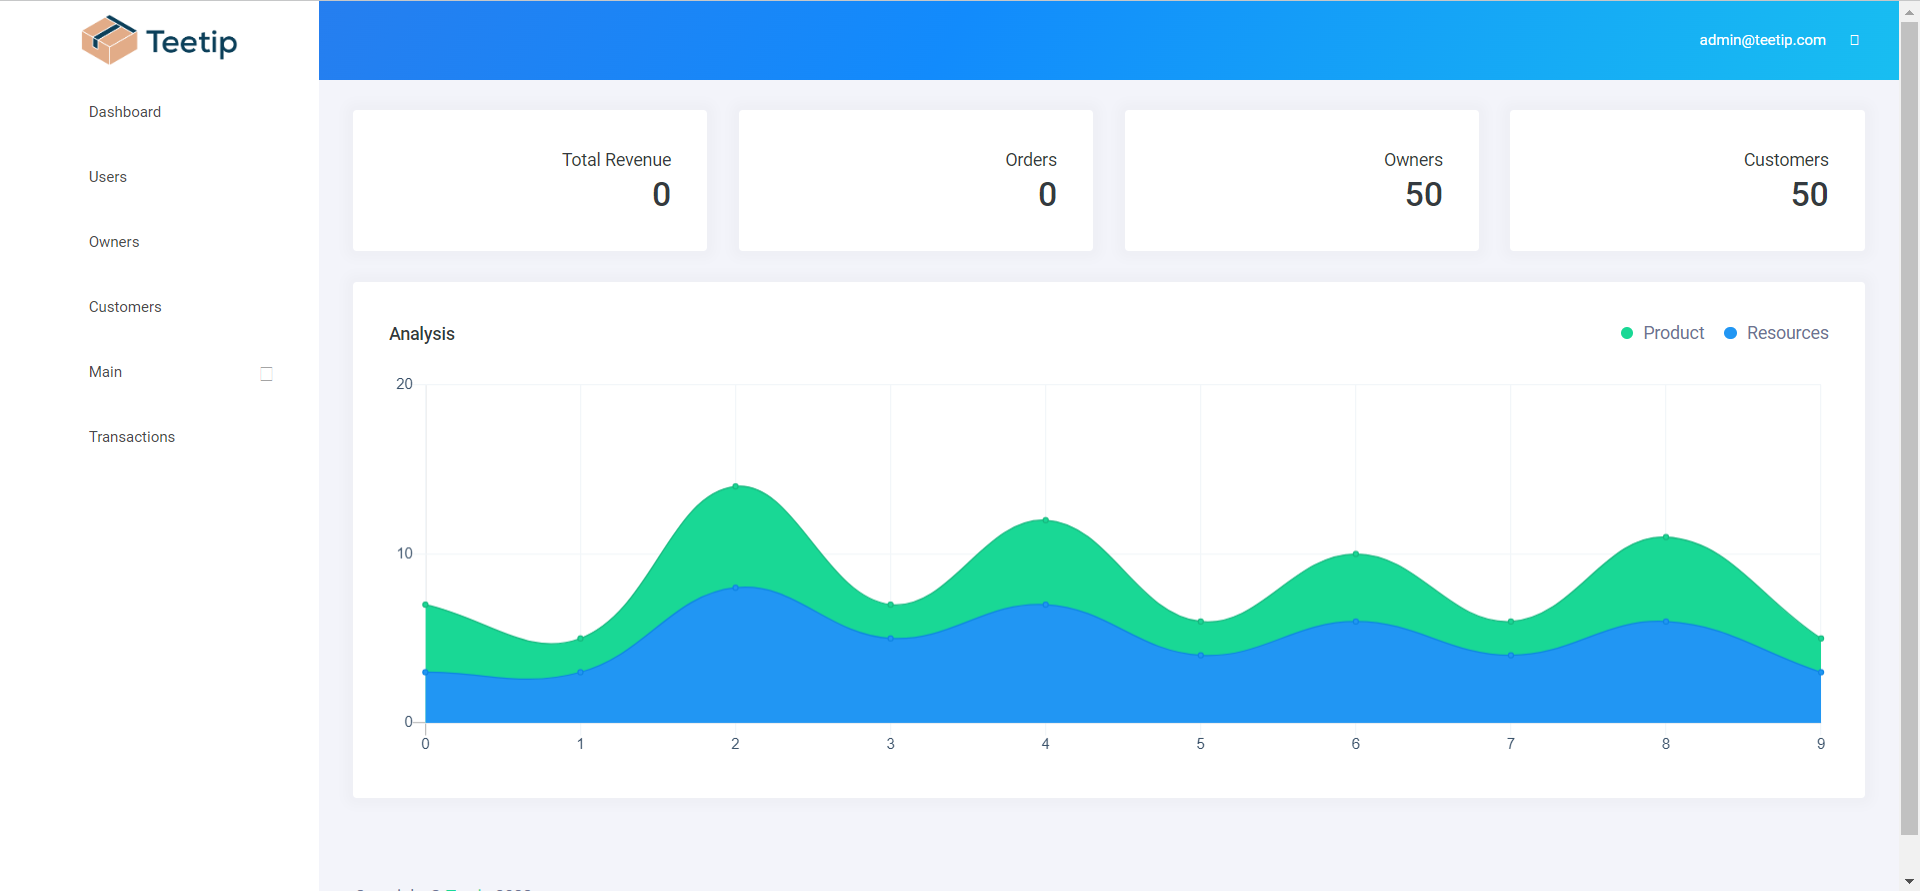 Teetip
admin@teetip.com
Dashboard
Users
Owners
Customers
Main
Transactions
Total Revenue
0
Orders
0
Owners
50
Customers
50
Analysis
Product
Resources
20
10
0
0 1 2 3 4 5 6 7 8 9